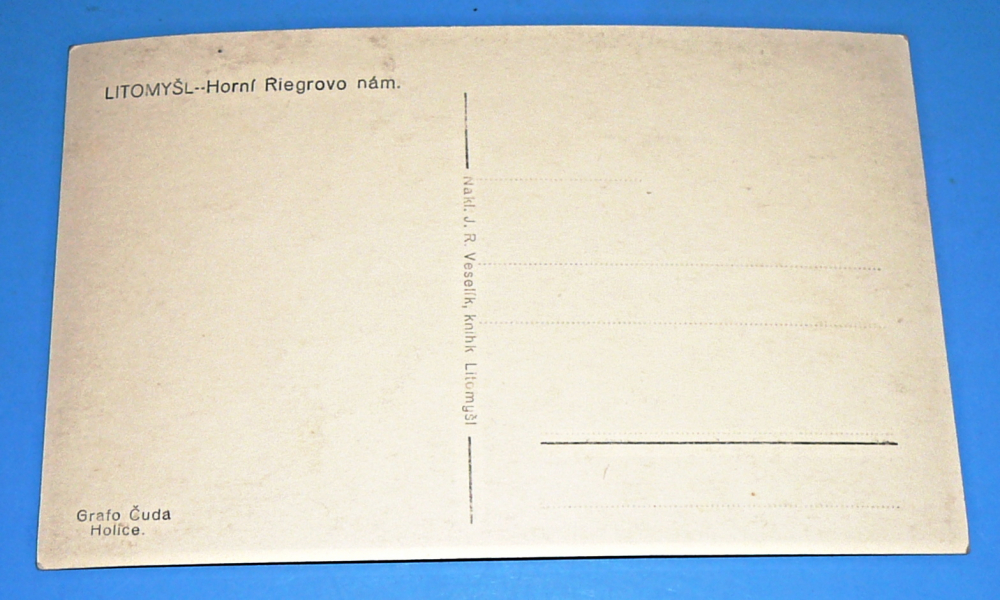 LITOMYŠL--Horní Riegrovo nám.
Nakl. J. R. Veselík, knihk Litomyšl
Grafo Čuda
Holice.